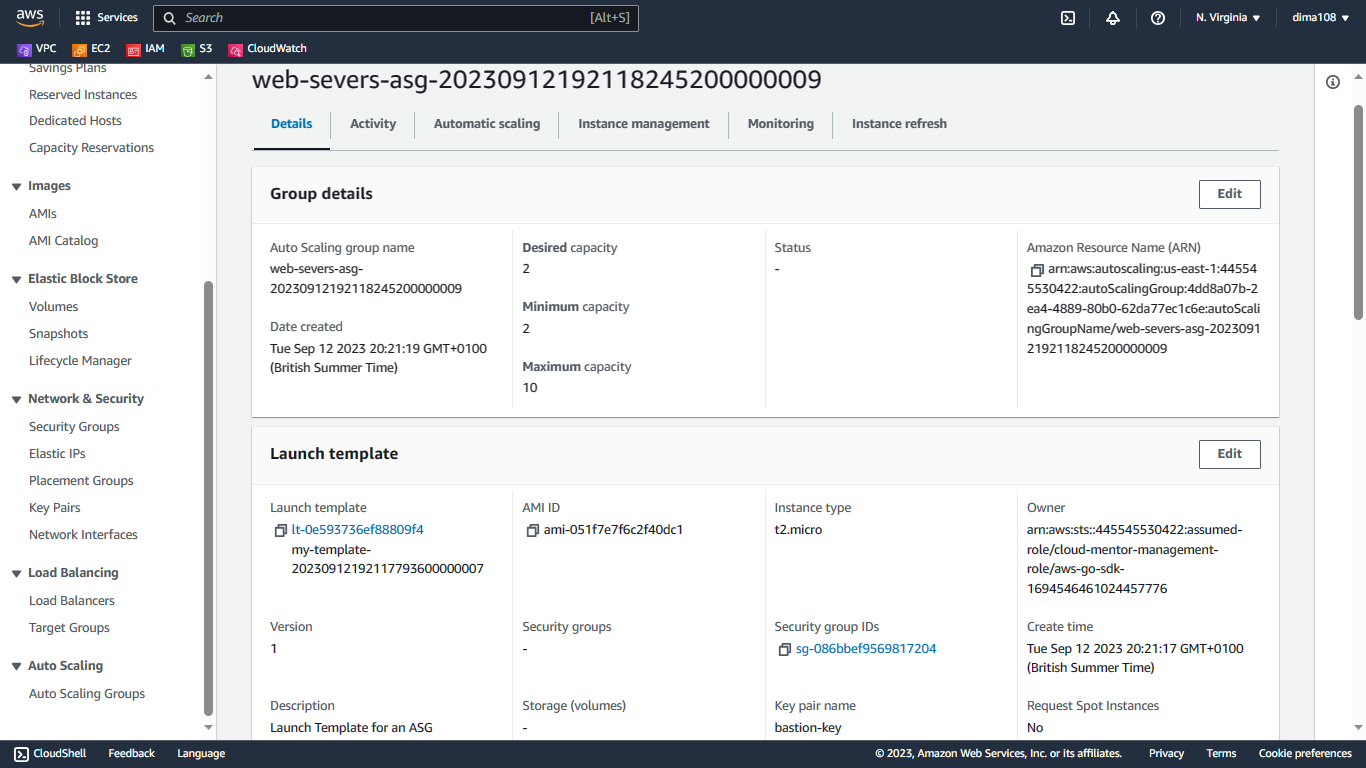 aws
Services
Search
[Alt+S]
N. Virginia
dima108
VPC
EC2
IAM
S3
CloudWatch
Savings Plans
Reserved Instances
Dedicated Hosts
Capacity Reservations
Images
AMIs
AMI Catalog
Elastic Block Store
Volumes
Snapshots
Lifecycle Manager
Network & Security
Security Groups
Elastic IPs
Placement Groups
Key Pairs
Network Interfaces
Load Balancing
Load Balancers
Target Groups
Auto Scaling
Auto Scaling Groups
web-severs-asg-20230912192118245200000009
Details
Activity
Automatic scaling
Instance management
Monitoring
Instance refresh
Group details
Edit
Auto Scaling group name
web-severs-asg-
20230912192118245200000009
Date created
Tue Sep 12 2023 20:21:19 GMT+0100
(British Summer Time)
Desired capacity
2
Minimum capacity
2
Maximum capacity
10
Status
-
Amazon Resource Name (ARN)
arn:aws:autoscaling:us-east-1:44554
5530422:autoScalingGroup:4dd8a07b-2
ea4-4889-80b0-62da77ec1c6e:autoScali
ngGroupName/web-severs-asg-2023091
2192118245200000009
Launch template
Edit
Launch template
lt-0e593736ef88809f4
my-template-
20230912192117793600000007
AMI ID
ami-051f7e7f6c2f40dc1
Instance type
t2.micro
Owner
arn:aws:sts::445545530422:assumed-
role/cloud-mentor-management-
role/aws-go-sdk-
1694546461024457776
Version
1
Security groups
-
Security group IDs
sg-086bbef9569817204
Create time
Tue Sep 12 2023 20:21:17 GMT+0100
(British Summer Time)
Description
Launch Template for an ASG
Storage (volumes)
-
Key pair name
bastion-key
Request Spot Instances
No
CloudShell
Feedback
Language
© 2023, Amazon Web Services, Inc. or its affiliates.
Privacy
Terms
Cookie preferences